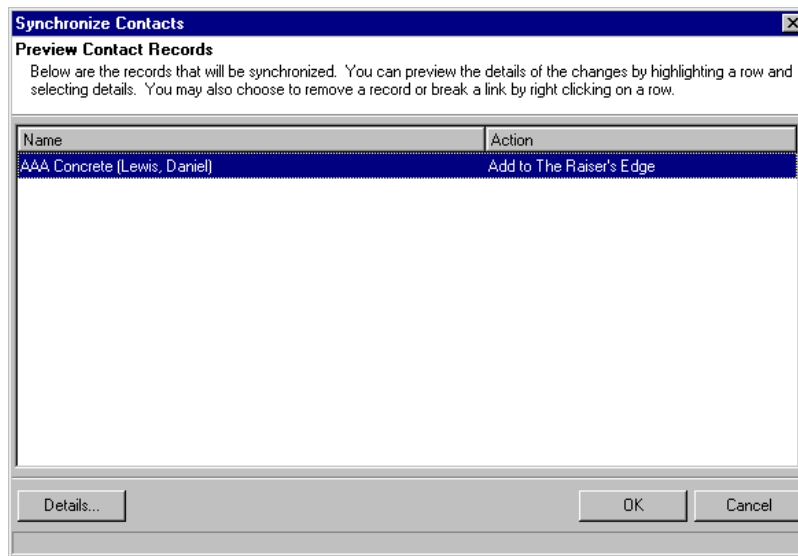 Synchronize Contacts
Preview Contact Records
Below are the records that will be synchronized. You can preview the details of the changes by highlighting a row and
selecting details. You may also choose to remove a record or break a link by right clicking on a row.
Name Action
AAA Concrete (Lewis, Daniel) Add to The Raiser's Edge
Details... OK Cancel